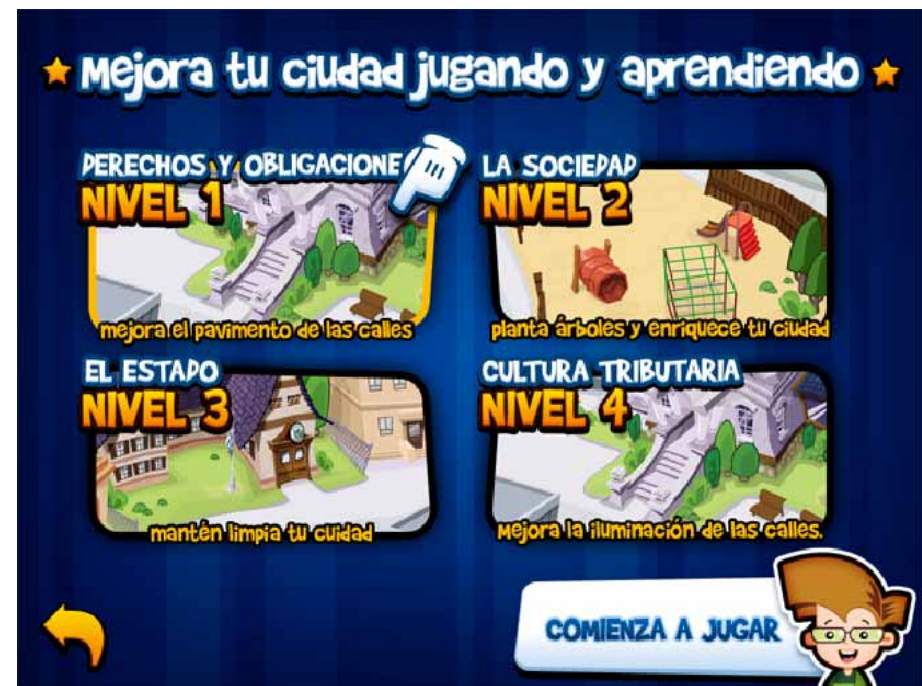 Mejora tu ciudad jugando y aprendiendo
DERECHOS Y OBLIGACIONE
NIVEL 1
mejora el pavimento de las calles
LA SOCIEDAD
NIVEL 2
planta árboles y enriquece tu ciudad
EL ESTADO
NIVEL 3
mantén limpia tu cuidad
CULTURA TRIBUTARIA
NIVEL 4
Mejora la iluminación de las calles.
COMIENZA A JUGAR